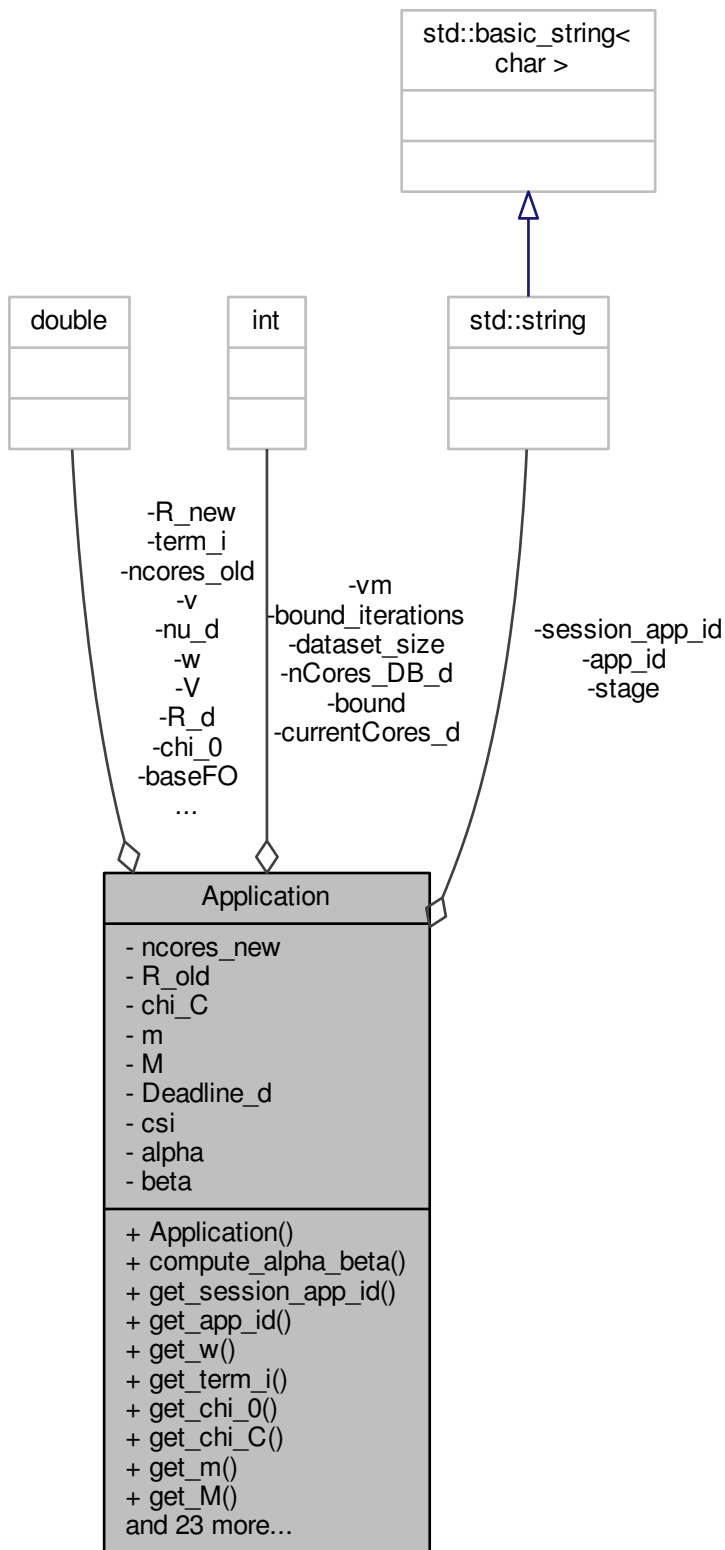 std::basic_string<
char >
double
int
std::string
-R_new
-term_i
-ncores_old
-v
-nu_d
-w
-V
-R_d
-chi_0
-baseFO
...
-vm
-bound_iterations
-dataset_size
-nCores_DB_d
-bound
-currentCores_d
-session_app_id
-app_id
-stage
Application
- ncores_new
- R_old
- chi_C
- m
- M
- Deadline_d
- csi
- alpha
- beta
+ Application()
+ compute_alpha_beta()
+ get_session_app_id()
+ get_app_id()
+ get_w()
+ get_term_i()
+ get_chi_0()
+ get_chi_C()
+ get_m()
+ get_M()
and 23 more...